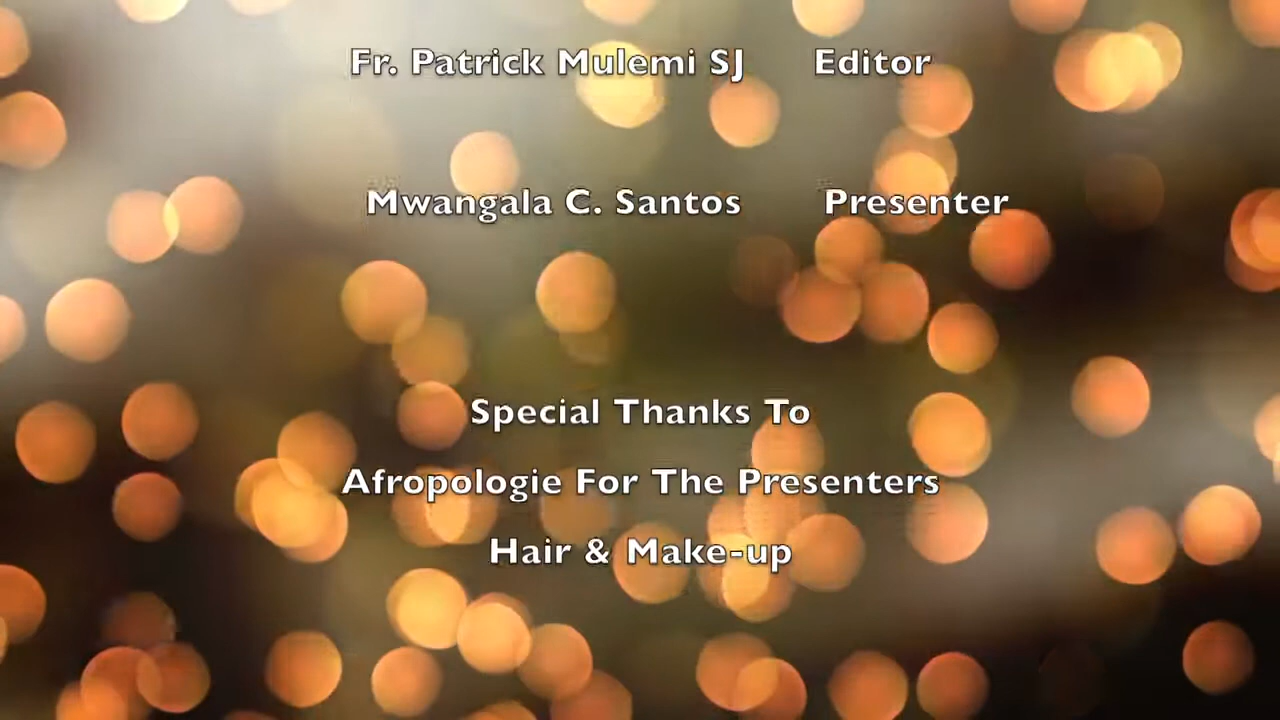 Fr. Patrick Mulemi SJ Editor
Mwangala C. Santos Presenter
Special Thanks To
Afropologie For The Presenters
Hair & Make-up